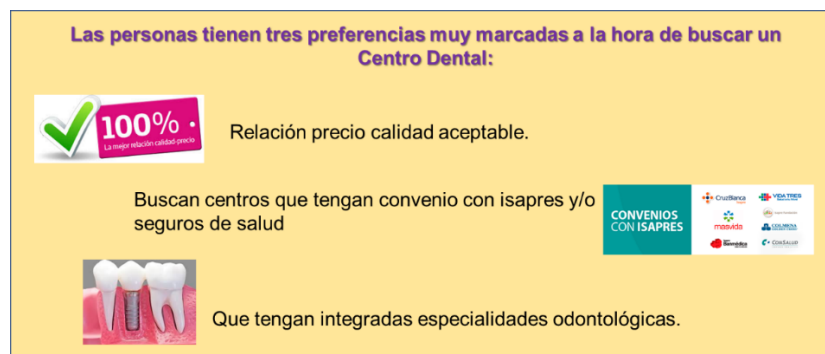 Las personas tienen tres preferencias muy marcadas a la hora de buscar un
Centro Dental:
100%
La mejor relación calidad-precio
Relación precio calidad aceptable.
Buscan centros que tengan convenio con isapres y/o
seguros de salud
CONVENIOS
CON ISAPRES
CruzBlanca
VIDA TRES
masvida
COLMENA
Banmédica
CONSALUD
Que tengan integradas especialidades odontológicas.